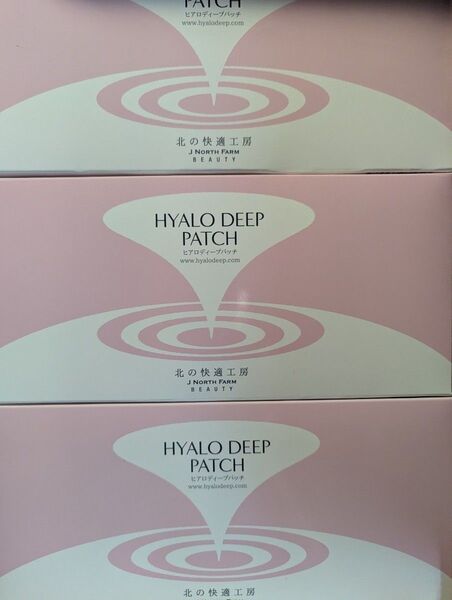 PATCH
ヒアロディープパッチ
www.hyalodeep.com
北の快適工房
J NORTH FARM
BEAUTY
HYALO DEEP
PATCH
ヒアロディープパッチ
www.hyalodeep.com
北の快適工房
J NORTH FARM
BEAUTY
HYALO DEEP
PATCH
ヒアロディープパッチ
www.hyalodeep.com
北の快適工房